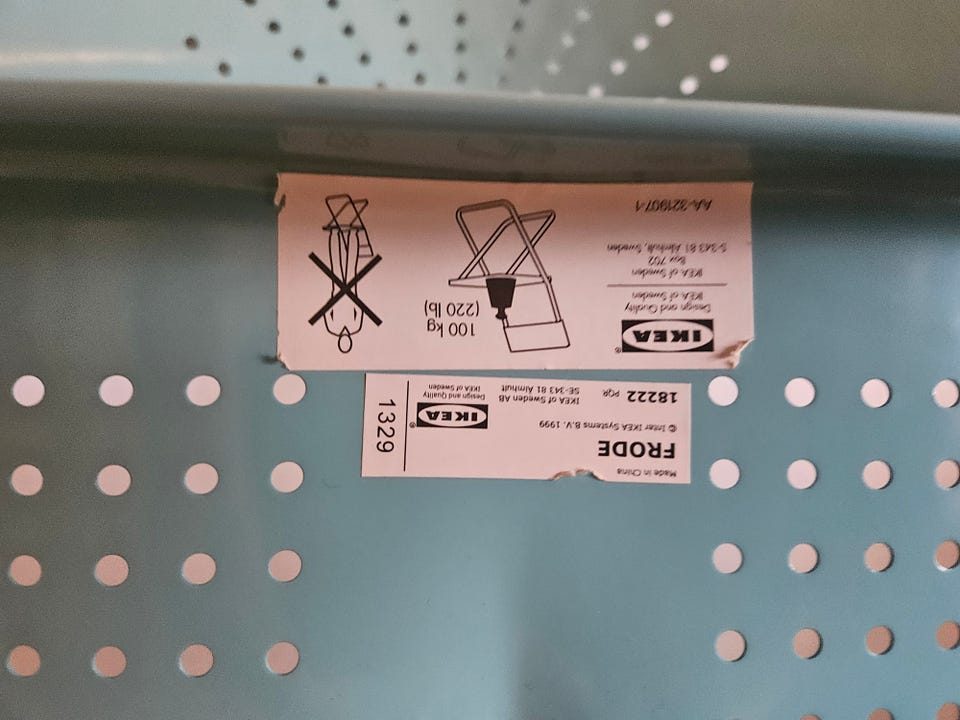 IKEA®
Design and Quality
IKEA of Sweden
IKEA of Sweden
Box 702
S-343 81 Älmhult, Sweden
AA-321907-1
100 kg
(220 lb)
Made in China
FRODE
© Inter IKEA Systems B.V. 1999
18222 PQR
IKEA of Sweden AB
SE-343 81 Älmhult
IKEA®
Design and Quality
IKEA of Sweden
1329